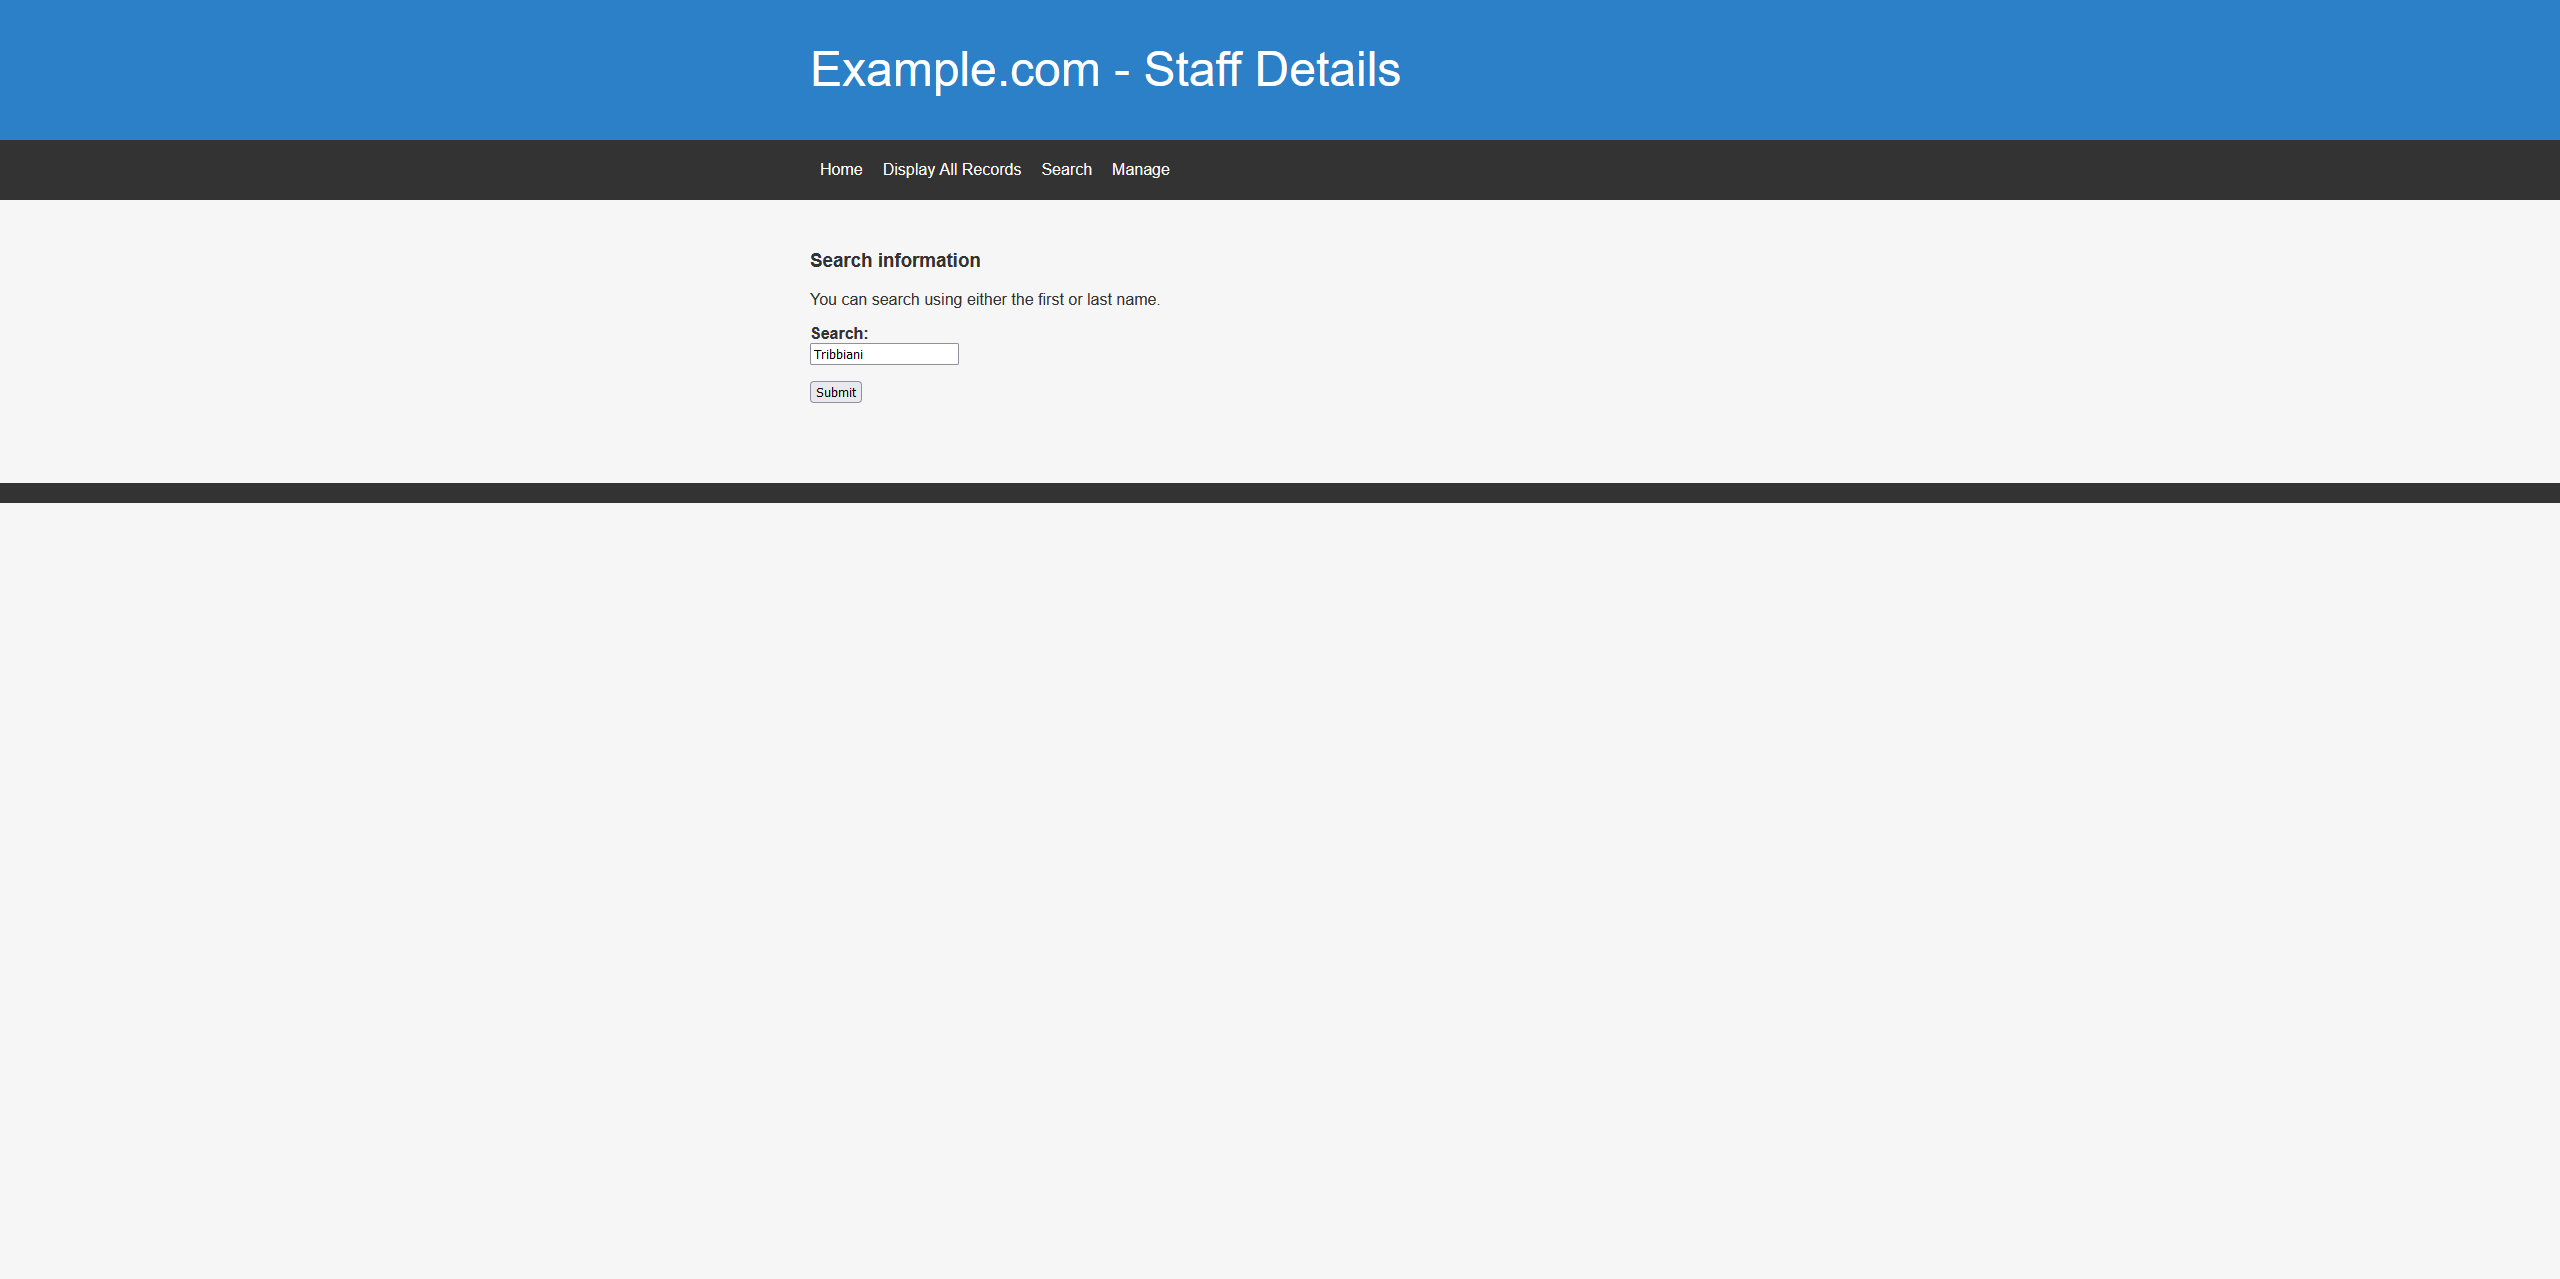 Example.com - Staff Details
Home Display All Records Search Manage
Search information
You can search using either the first or last name.
Search:
Tribbiani
Submit